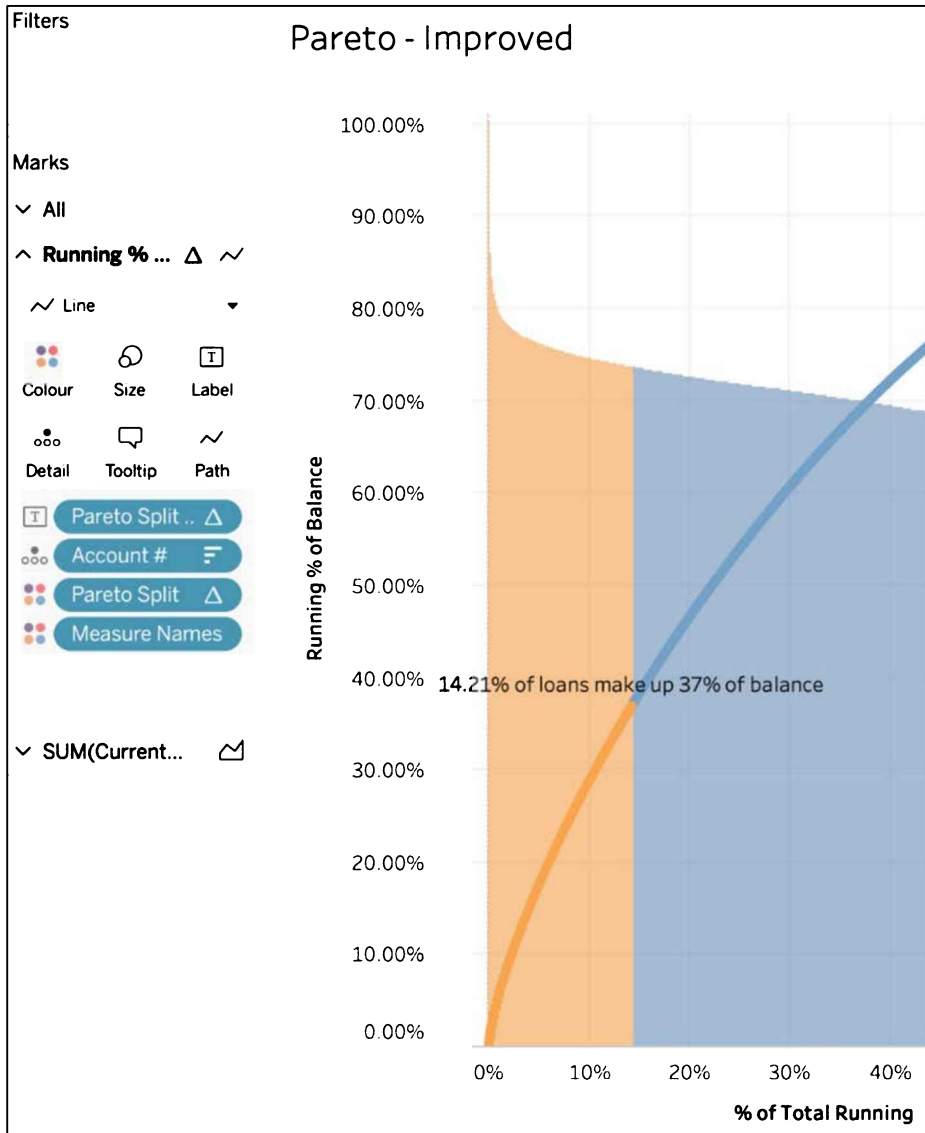 Filters
Pareto - Improved
Marks
All
Running % ...
Line
Colour Size Label
Detail Tooltip Path
T
Pareto Split ..
Account #
Pareto Split
Measure Names
SUM(Current...
Running % of Balance
100.00%
90.00%
80.00%
70.00%
60.00%
50.00%
40.00%
30.00%
20.00%
10.00%
0.00%
14.21% of loans make up 37% of balance
0% 10% 20% 30% 40%
% of Total Running